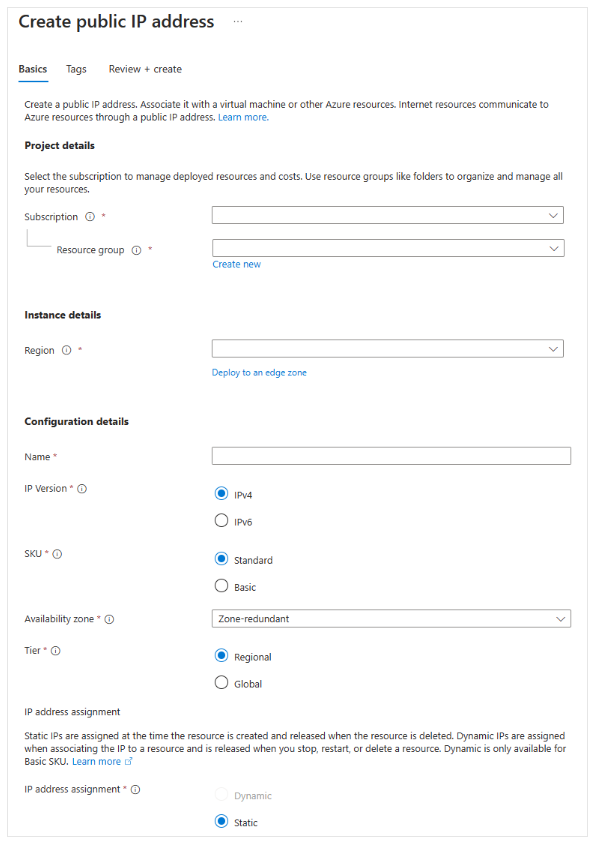 Create public IP address ...
Basics Tags Review + create
Create a public IP address. Associate it with a virtual machine or other Azure resources. Internet resources communicate to
Azure resources through a public IP address. Learn more.
Project details
Select the subscription to manage deployed resources and costs. Use resource groups like folders to organize and manage all
your resources.
Subscription *
Resource group *
Create new
Instance details
Region *
Deploy to an edge zone
Configuration details
Name *
IP Version *
IPv4
IPv6
SKU *
Standard
Basic
Availability zone * Zone-redundant
Tier *
Regional
Global
IP address assignment
Static IPs are assigned at the time the resource is created and released when the resource is deleted. Dynamic IPs are assigned
when associating the IP to a resource and is released when you stop, restart, or delete a resource. Dynamic is only available for
Basic SKU. Learn more
IP address assignment *
Dynamic
Static